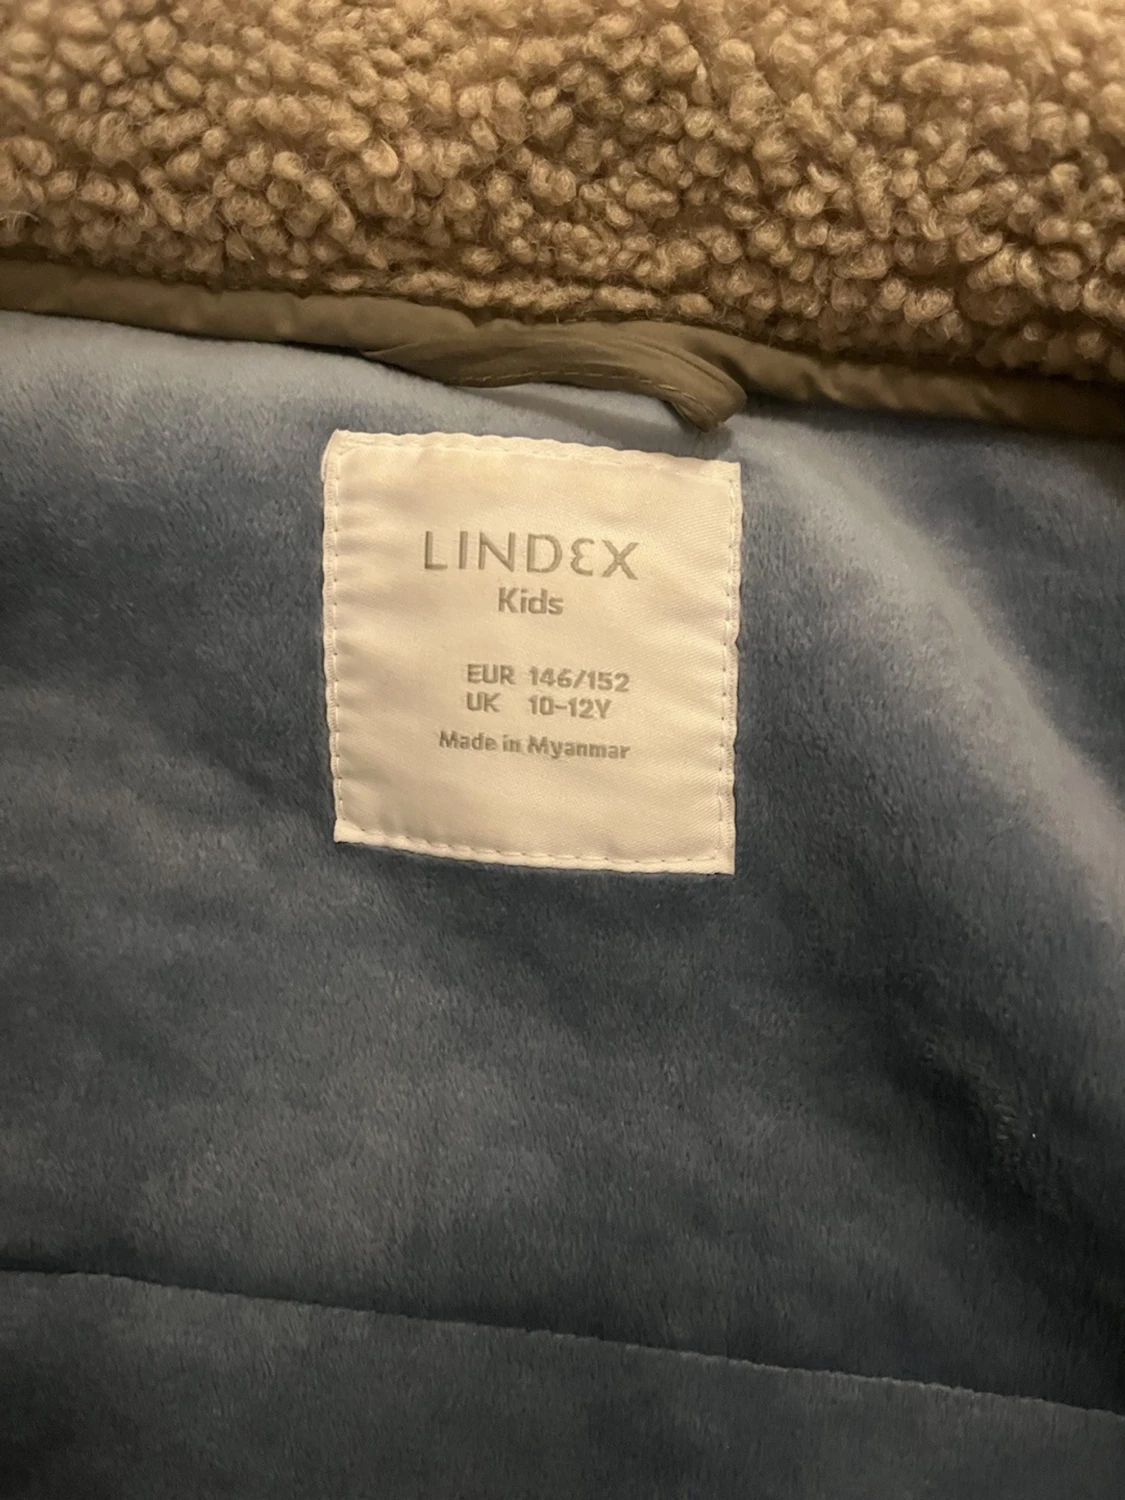 LINDEX
Kids
EUR 146/152
UK 10-12Y
Made in Myanmar